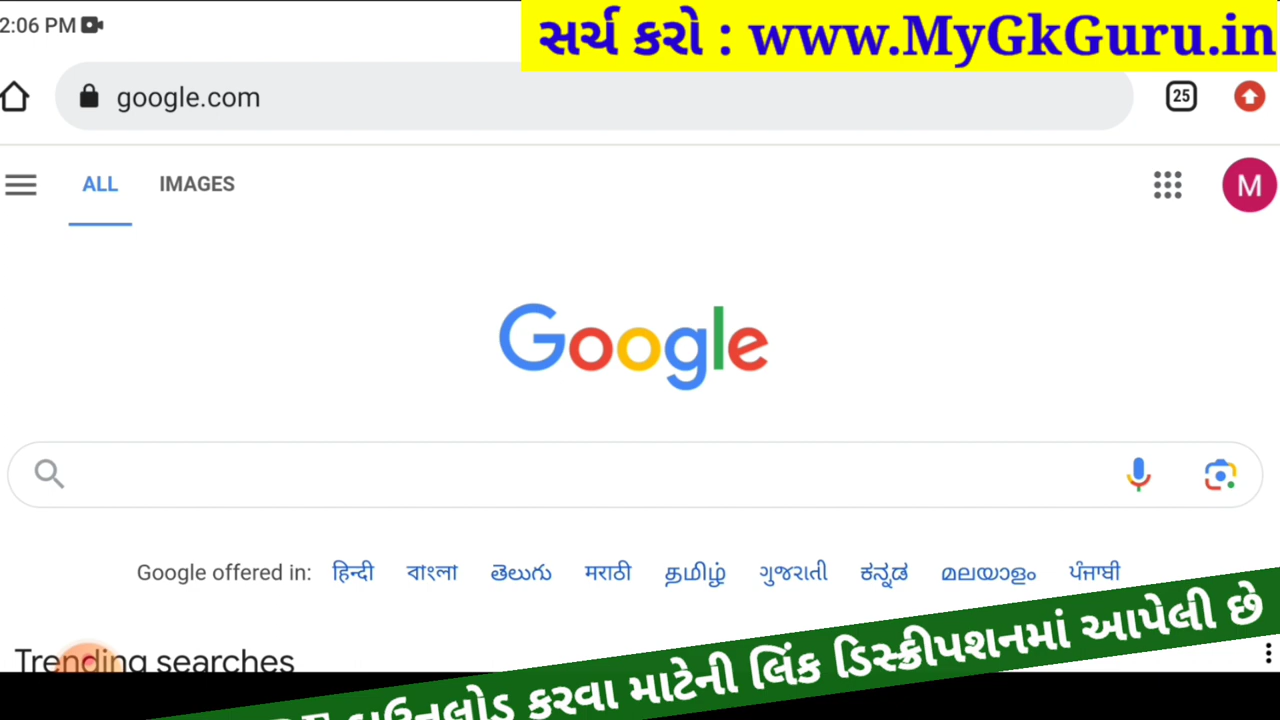 2:06 PM
સર્ચ કરો : www.MyGkGuru.in
google.com
25
ALL IMAGES
M
Google
Google offered in: हिन्दी বাংলা తెలుగు मराठी தமிழ் ગુજરાતી ಕನ್ನಡ മലയാളം ਪੰਜਾਬੀ
Trending searches
ડાઉનલોડ કરવા માટેની લિંક ડિસ્ક્રીપશનમાં આપેલી છે